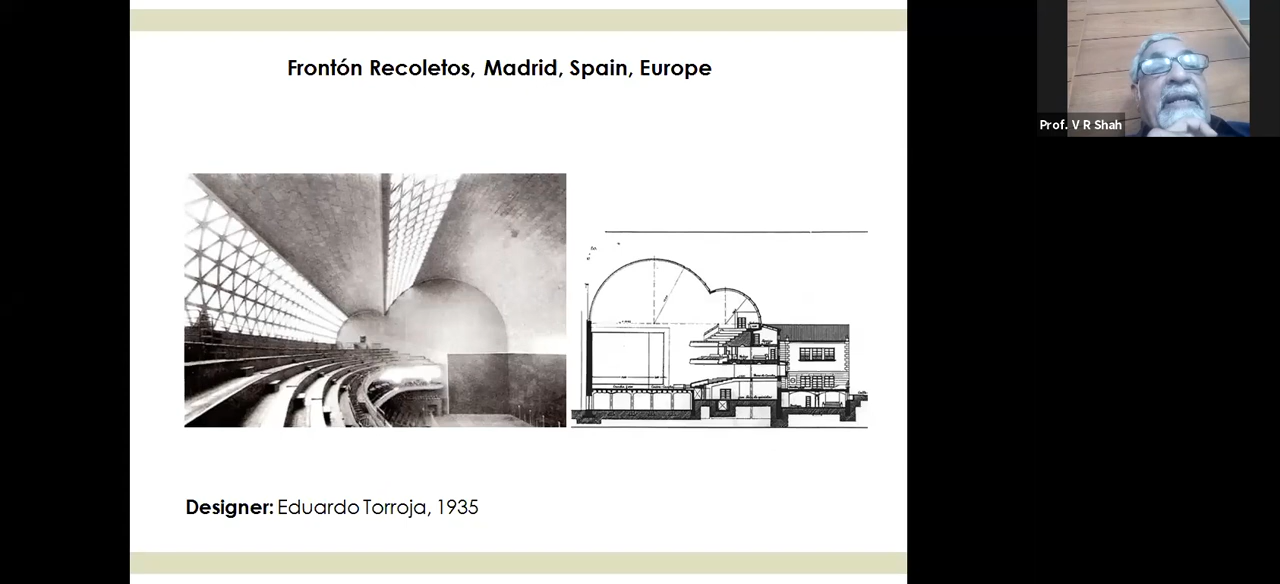 Frontón Recoletos, Madrid, Spain, Europe
Prof. V R Shah
Designer: Eduardo Torroja, 1935